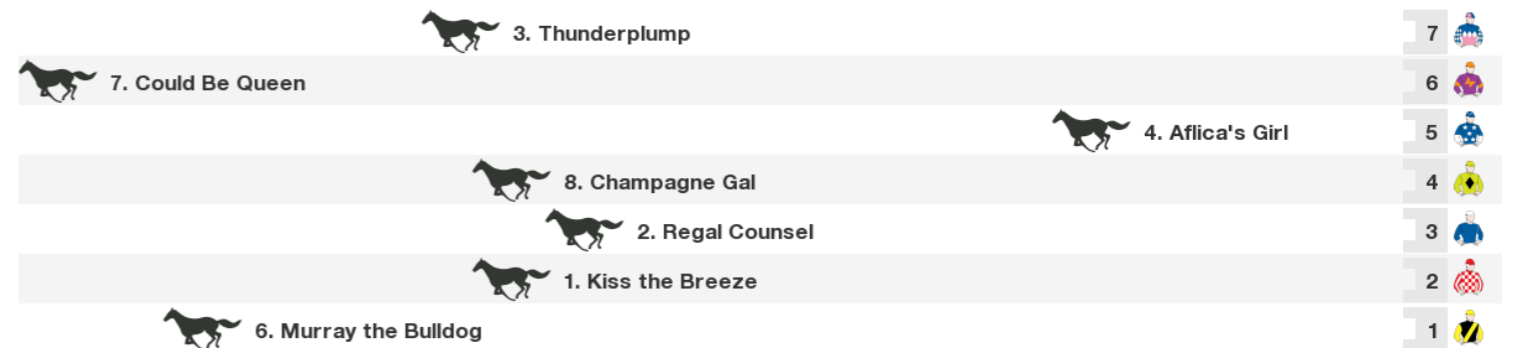 3. Thunderplump 7
7. Could Be Queen 6
4. Aflica's Girl 5
8. Champagne Gal 4
2. Regal Counsel 3
1. Kiss the Breeze 2
6. Murray the Bulldog 1